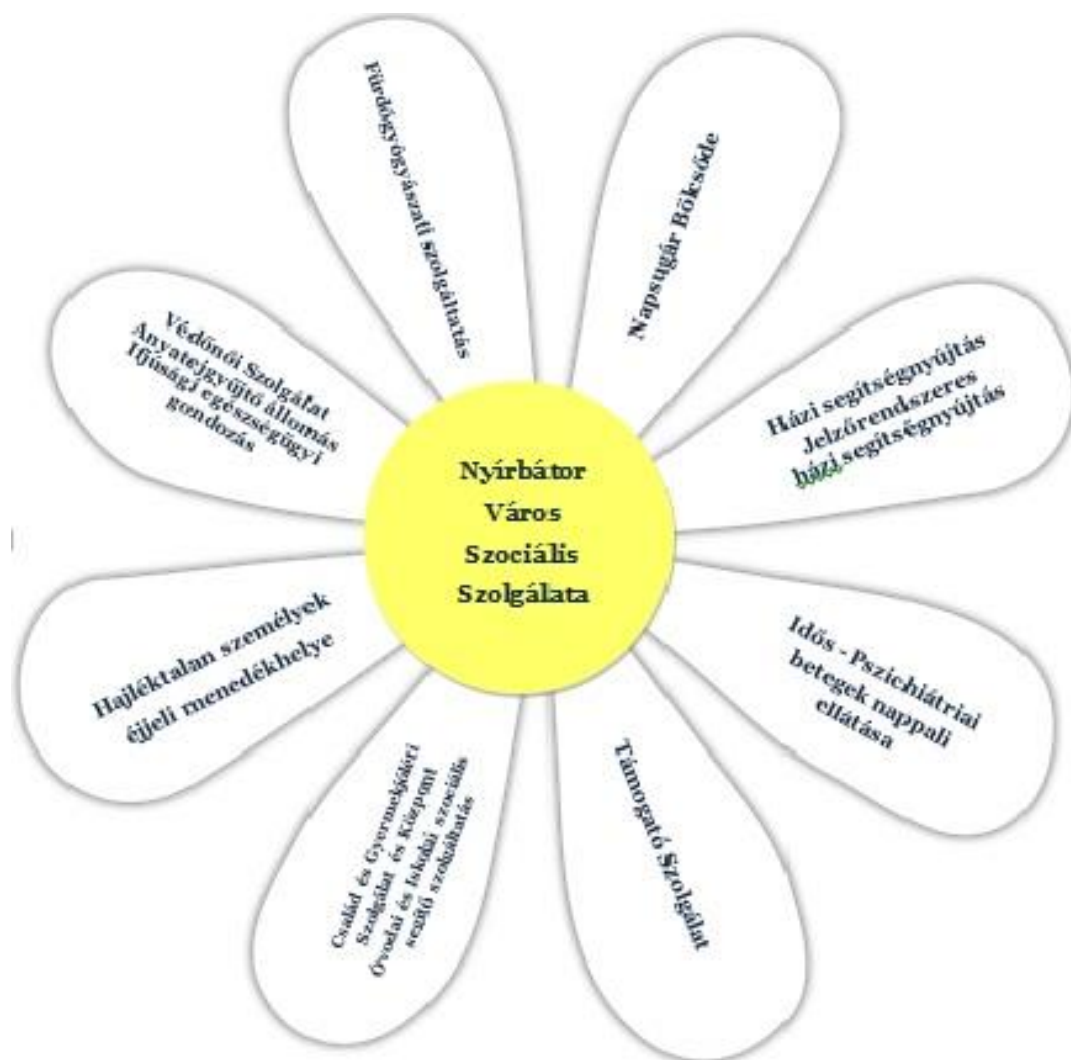 Nyírbátor
Város
Szociális
Szolgálata
Fürdőgyógyászati szolgáltatás
Napsugár Bölcsőde
Házi segítségnyújtás
Jelzőrendszeres
házi segítségnyújtás
Idős - Pszichiátriai
betegek nappali
ellátása
Támogató Szolgálat
Család és Gyermekjóléti
Szolgálat és Központ
Óvodai és Iskolai szociális
segítő szolgáltatás
Hajléktalan személyek
éjjeli menedékhelye
Védőnői Szolgálat
Anyatejgyűjtő állomás
Ifjúsági egészségügyi
gondozás